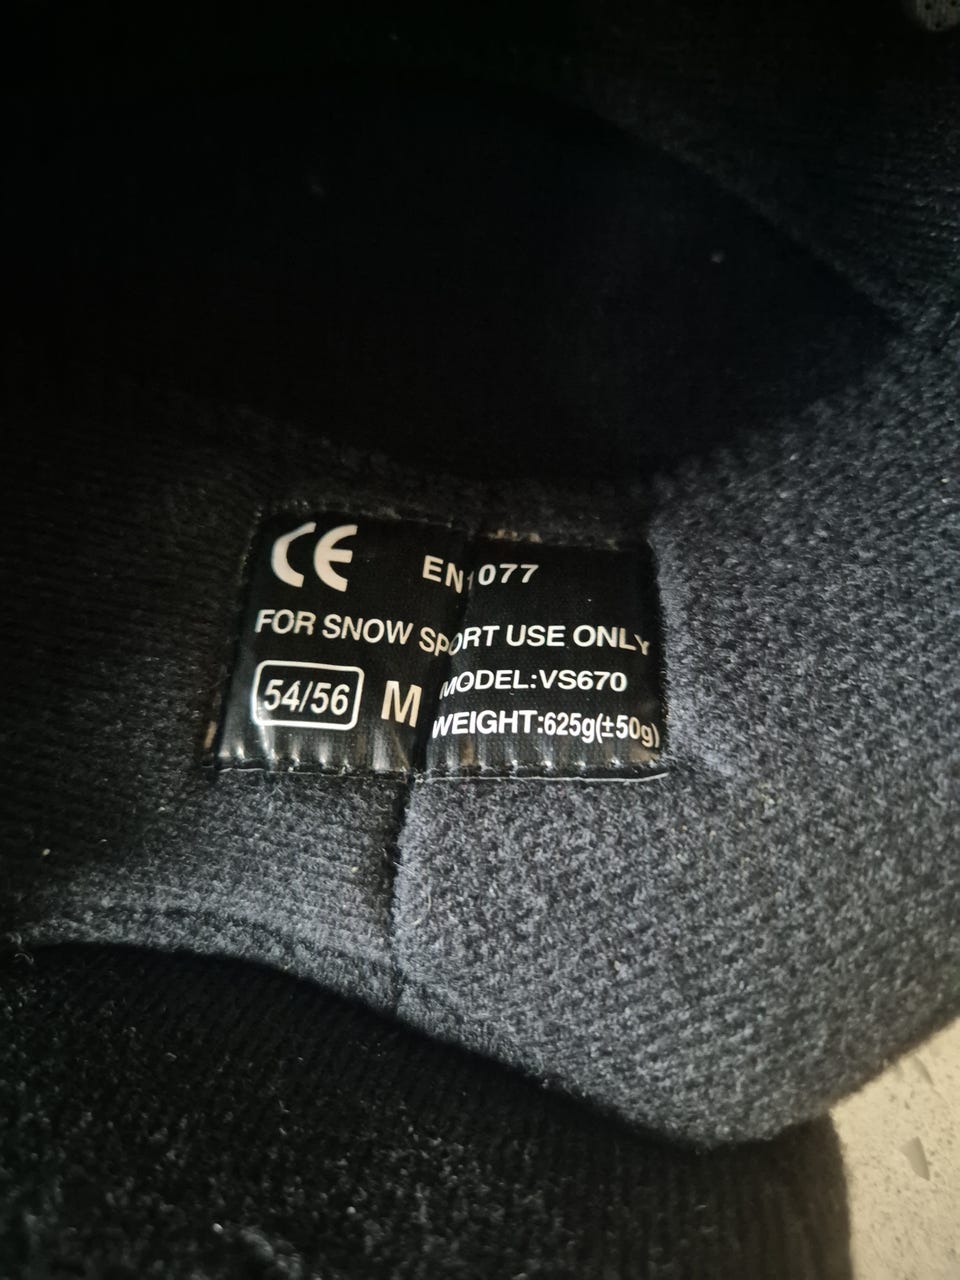 CE EN1077
FOR SNOW SPORT USE ONLY
54/56 M MODEL:VS670
WEIGHT:625g(±50g)